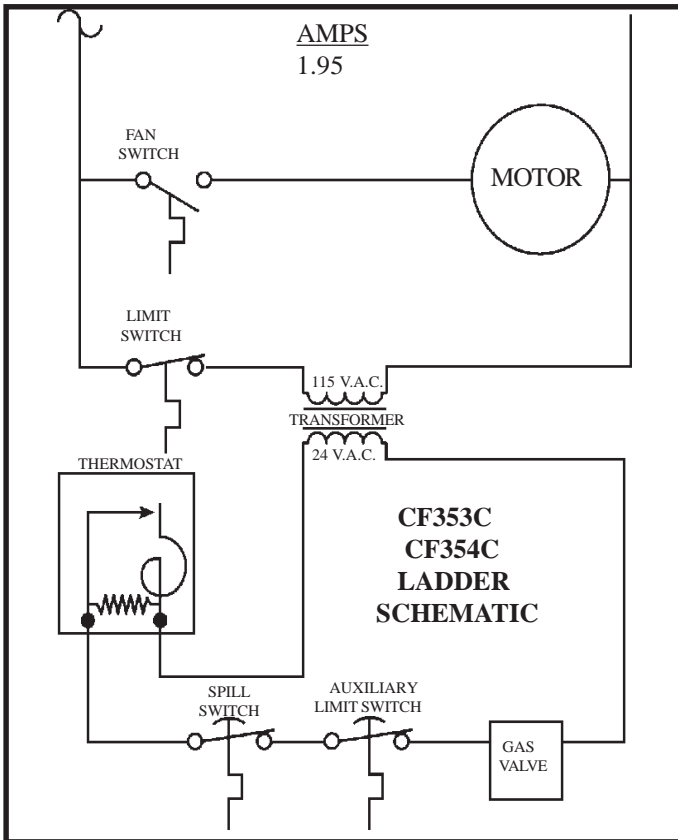 AMPS
1.95
FAN
SWITCH
MOTOR
LIMIT
SWITCH
115 V.A.C.
TRANSFORMER
24 V.A.C.
THERMOSTAT
CF353C
CF354C
LADDER
SCHEMATIC
SPILL
SWITCH
AUXILIARY
LIMIT SWITCH
GAS
VALVE